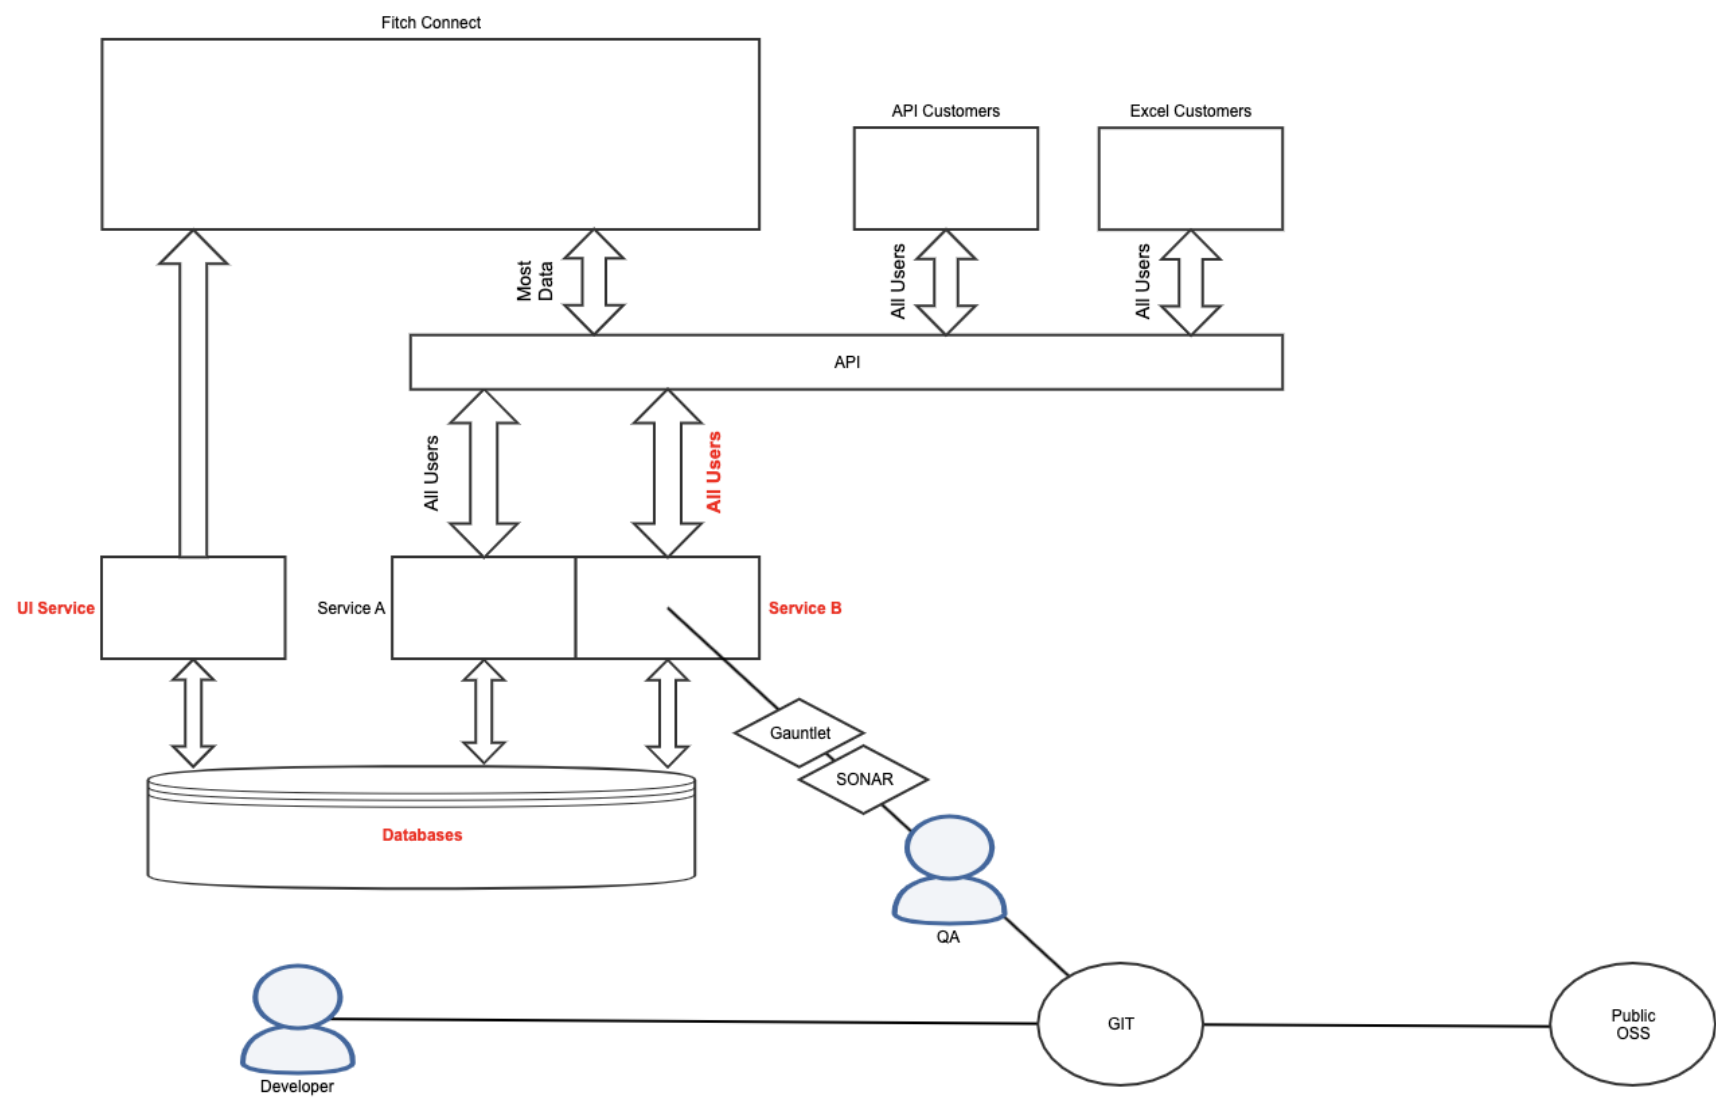 Fitch Connect
API Customers
Excel Customers
Most
Data
All Users
All Users
API
All Users
All Users
UI Service
Service A
Service B
Gauntlet
SONAR
Databases
QA
GIT
Public
OSS
Developer